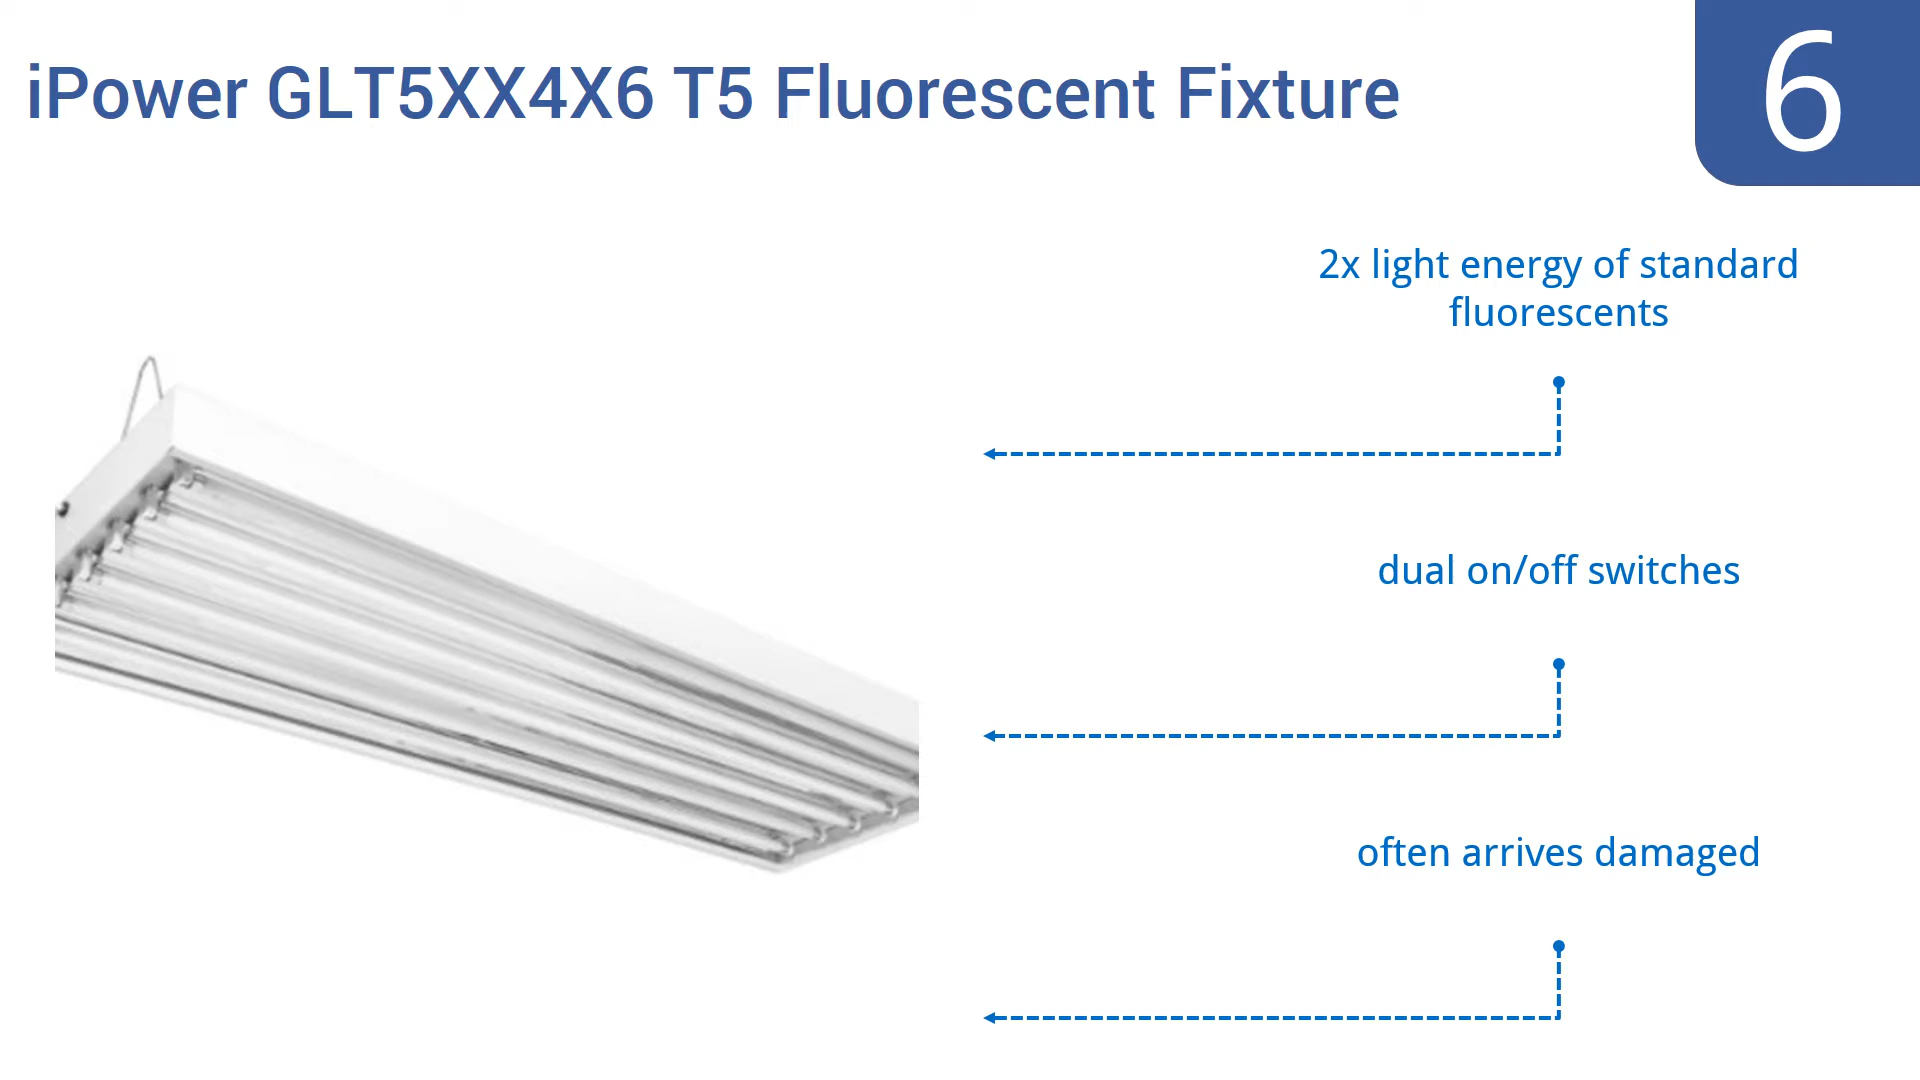 iPower GLT5XX4X6 T5 Fluorescent Fixture
6
2x light energy of standard
fluorescents
dual on/off switches
often arrives damaged